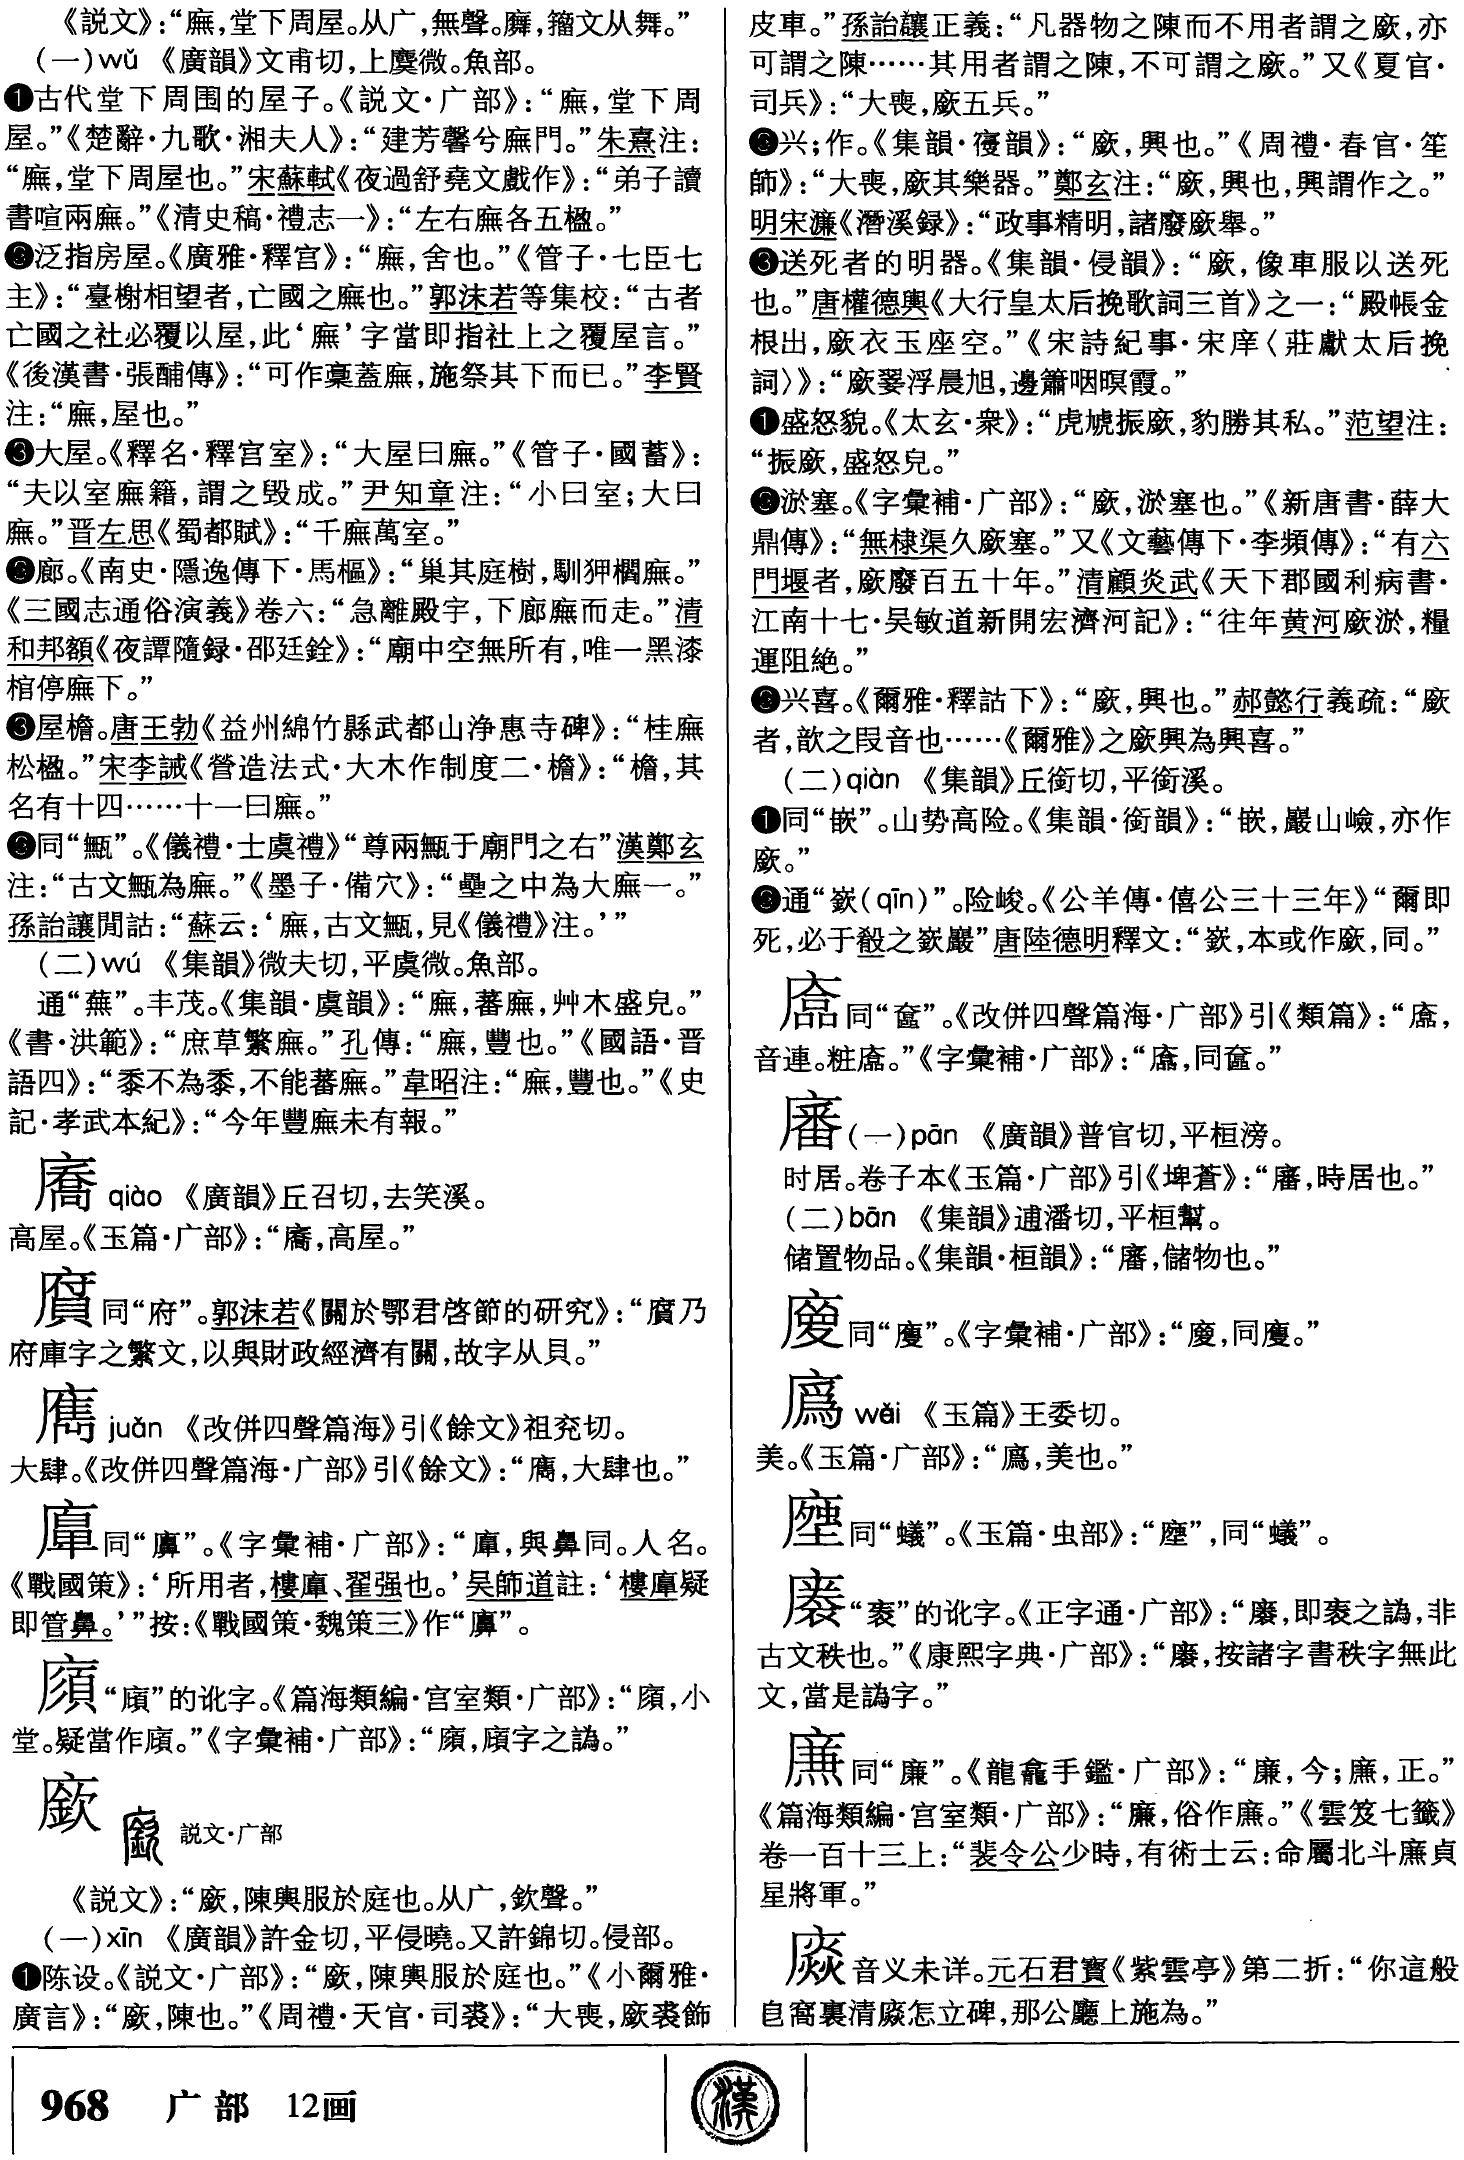 《説文》：“廡，堂下周屋。从广，無聲。㢑，籀文从舞。”
(一)wǔ 《廣韻》文甫切，上麌微。魚部。
❶古代堂下周围的屋子。《説文·广部》：“廡，堂下周
屋。”《楚辭·九歌·湘夫人》：“建芳馨兮廡門。”朱熹注：
“廡，堂下周屋也。”宋蘇軾《夜過舒堯文戲作》：“弟子讀
書喧兩廡。”《清史稿·禮志一》：“左右廡各五楹。”
❷泛指房屋。《廣雅·釋宫》：“廡，舍也。”《管子·七臣七
主》：“臺榭相望者，亡國之廡也。”郭沫若等集校：“古者
亡國之社必覆以屋，此‘廡’字當即指社上之覆屋言。”
《後漢書·張酺傳》：“可作稾蓋廡，施祭其下而已。”李賢
注：“廡，屋也。”
❸大屋。《釋名·釋宫室》：“大屋曰廡。”《管子·國蓄》：
“夫以室廡籍，謂之毁成。”尹知章注：“小曰室；大曰
廡。”晋左思《蜀都賦》：“千廡萬室。”
廊。《南史·隱逸傳下·馬樞》：“巢其庭樹，馴狎櫚廡。”
《三國志通俗演義》卷六：“急離殿宇，下廊廡而走。”清
和邦額《夜譚隨録·邵廷銓》：“廟中空無所有，唯一黑漆
棺停廡下。”
屋檐。唐王勃《益州綿竹縣武都山净惠寺碑》：“桂廡
松楹。”宋李誡《營造法式·大木作制度二·檐》：“檐，其
名有十四……十一曰廡。”
同“甒”。《儀禮·士虞禮》“尊兩甒于廟門之右”漢鄭玄
注：“古文甒為廡。”《墨子·備穴》：“壘之中為大廡一。”
孫詒讓閒詁：“蘇云：‘廡，古文甒，見《儀禮》注。’”
(二)wú 《集韻》微夫切，平虞微。魚部。
通“蕪”。丰茂。《集韻·虞韻》：“廡，蕃廡，艸木盛皃。”
《書·洪範》：“庶草繁廡。”孔傳：“廡，豐也。”《國語·晋
語四》：“黍不為黍，不能蕃廡。”韋昭注：“廡，豐也。”《史
記·孝武本紀》：“今年豐廡未有報。”
㢗 qiào 《廣韻》丘召切，去笑溪。
高屋。《玉篇·广部》：“㢗，高屋。”
同“府”。郭沫若《關於鄂君啓節的研究》：“乃
府庫字之繁文，以與財政經濟有關，故字从貝。”
juǎn 《改併四聲篇海》引《餘文》祖兖切。
大肆。《改併四聲篇海·广部》引《餘文》：“，大肆也。”
同“”。《字彙補·广部》：“，與鼻同。人名。
《戰國策》：‘所用者，樓、翟强也。’吴師道註：‘樓疑
即管鼻。’”按：《戰國策·魏策三》作“”。
“”的讹字。《篇海類編·宫室類·广部》：“，小
堂。疑當作。”《字彙補·广部》：“，字之譌。”
廞 説文·广部
《説文》：“廞，陳輿服於庭也。从广，欽聲。”
(一)xīn 《廣韻》許金切，平侵曉。又許錦切。侵部。
❶陈设。《説文·广部》：“廞，陳輿服於庭也。”《小爾雅·
廣言》：“廞，陳也。”《周禮·天官·司裘》：“大喪，廞裘飾
皮車。”孫詒讓正義：“凡器物之陳而不用者謂之廞，亦
可謂之陳……其用者謂之陳，不可謂之廞。”又《夏官·
司兵》：“大喪，廞五兵。”
❷兴；作。《集韻·寑韻》：“廞，興也。”《周禮·春官·笙
師》：“大喪，廞其樂器。”鄭玄注：“廞，興也，興謂作之。”
明宋濂《潛溪録》：“政事精明，諸廢廞舉。”
❸送死者的明器。《集韻·侵韻》：“廞，像車服以送死
也。”唐權德輿《大行皇太后挽歌詞三首》之一：“殿帳金
根出，廞衣玉座空。”《宋詩紀事·宋庠〈莊獻太后挽
詞〉》：“廞翣浮晨旭，邊簫咽暝霞。”
盛怒貌。《太玄·衆》：“虎虓振廞，豹勝其私。”范望注：
“振廞，盛怒皃。”
淤塞。《字彙補·广部》：“廞，淤塞也。”《新唐書·薛大
鼎傳》：“無棣渠久廞塞。”又《文藝傳下·李頻傳》：“有六
門堰者，廞廢百五十年。”清顧炎武《天下郡國利病書·
江南十七·吴敏道新開宏濟河記》：“往年黄河廞淤，糧
運阻絶。”
兴喜。《爾雅·釋詁下》：“廞，興也。”郝懿行義疏：“廞
者，歆之叚音也……《爾雅》之廞興為興喜。”
(二)qiàn 《集韻》丘銜切，平銜溪。
❶同“嵌”。山势高险。《集韻·銜韻》：“嵌，巖山嶮，亦作
廞。”
❷通“嶔(qīn)”。险峻。《公羊傳·僖公三十三年》“爾即
死，必于殽之嶔巖”唐陸德明釋文：“嶔，本或作廞，同。”
同“奩”。《改併四聲篇海·广部》引《類篇》：“，
音連。粧。”《字彙補·广部》：“，同奩。”
㢖(一)pān 《廣韻》普官切，平桓滂。
时居。卷子本《玉篇·广部》引《埤蒼》：“，時居也。”
(二)bān 《集韻》逋潘切，平桓幫。
储置物品。《集韻·桓韻》：“，儲物也。”
同“”。《字彙補·广部》：“，同。”
wěi 《玉篇》王委切。
美。《玉篇·广部》：“，美也。”
同“蟻”。《玉篇·虫部》：“”，同“蟻”。
“袠”的讹字。《正字通·广部》：“，即袠之譌，非
古文秩也。”《康熙字典·广部》：“，按諸字書秩字無此
文，當是譌字。”
㢘同“廉”。《龍龕手鑑·广部》：“廉，今；㢘，正。”
《篇海類編·宫室類·广部》：“廉，俗作㢘。”《雲笈七籤》
卷一百十三上：“裴令公少時，有術士云：命屬北斗㢘貞
星將軍。”
音义未详。元石君寶《紫雲亭》第二折：“你這般
皀窩裏清怎立碑，那公廳上施為。”
968 广部 12画
漢